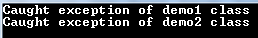 Caught exception of demo1 class
Caught exception of demo2 class